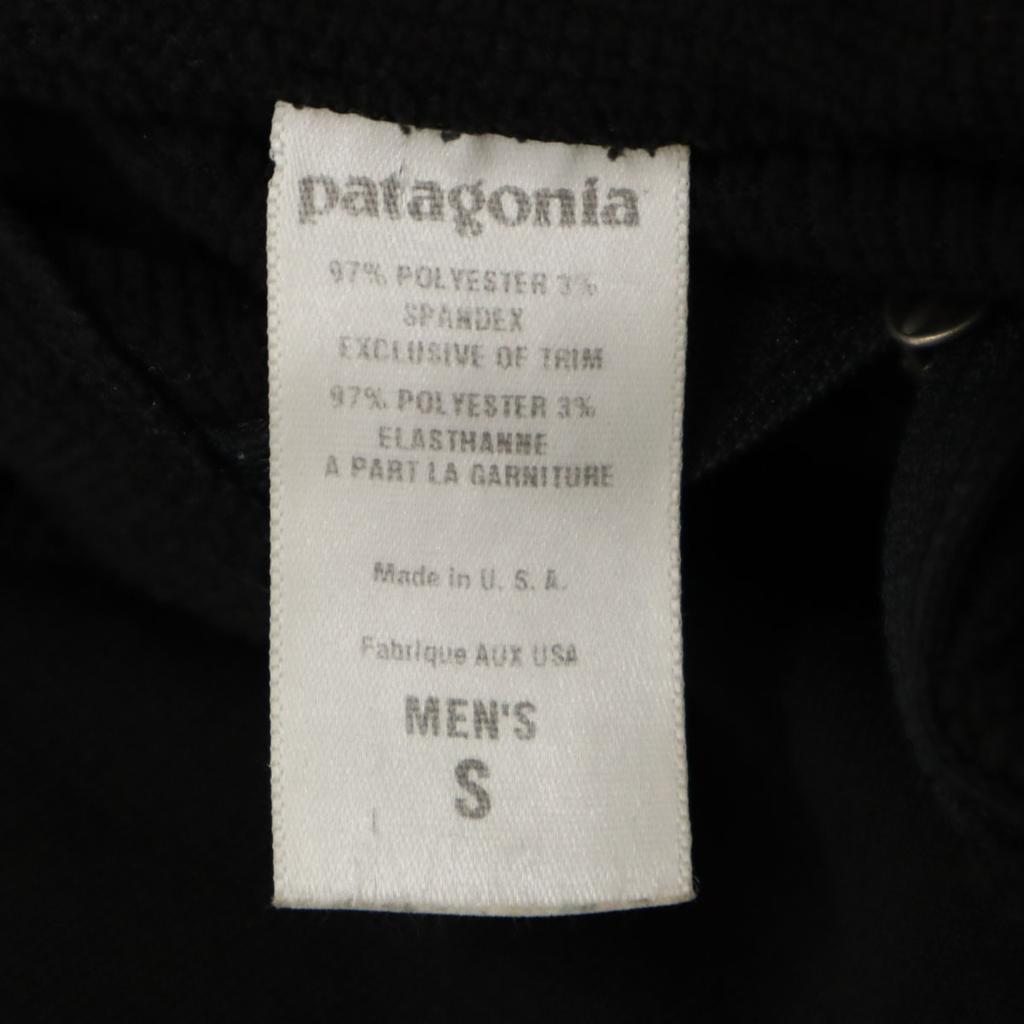 patagonia
97% POLYESTER 3%
SPANDEX
EXCLUSIVE OF TRIM
97% POLYESTER 3%
ELASTHANNE
A PART LA GARNITURE
Made in U. S. A.
Fabrique AUX USA
MEN'S
S